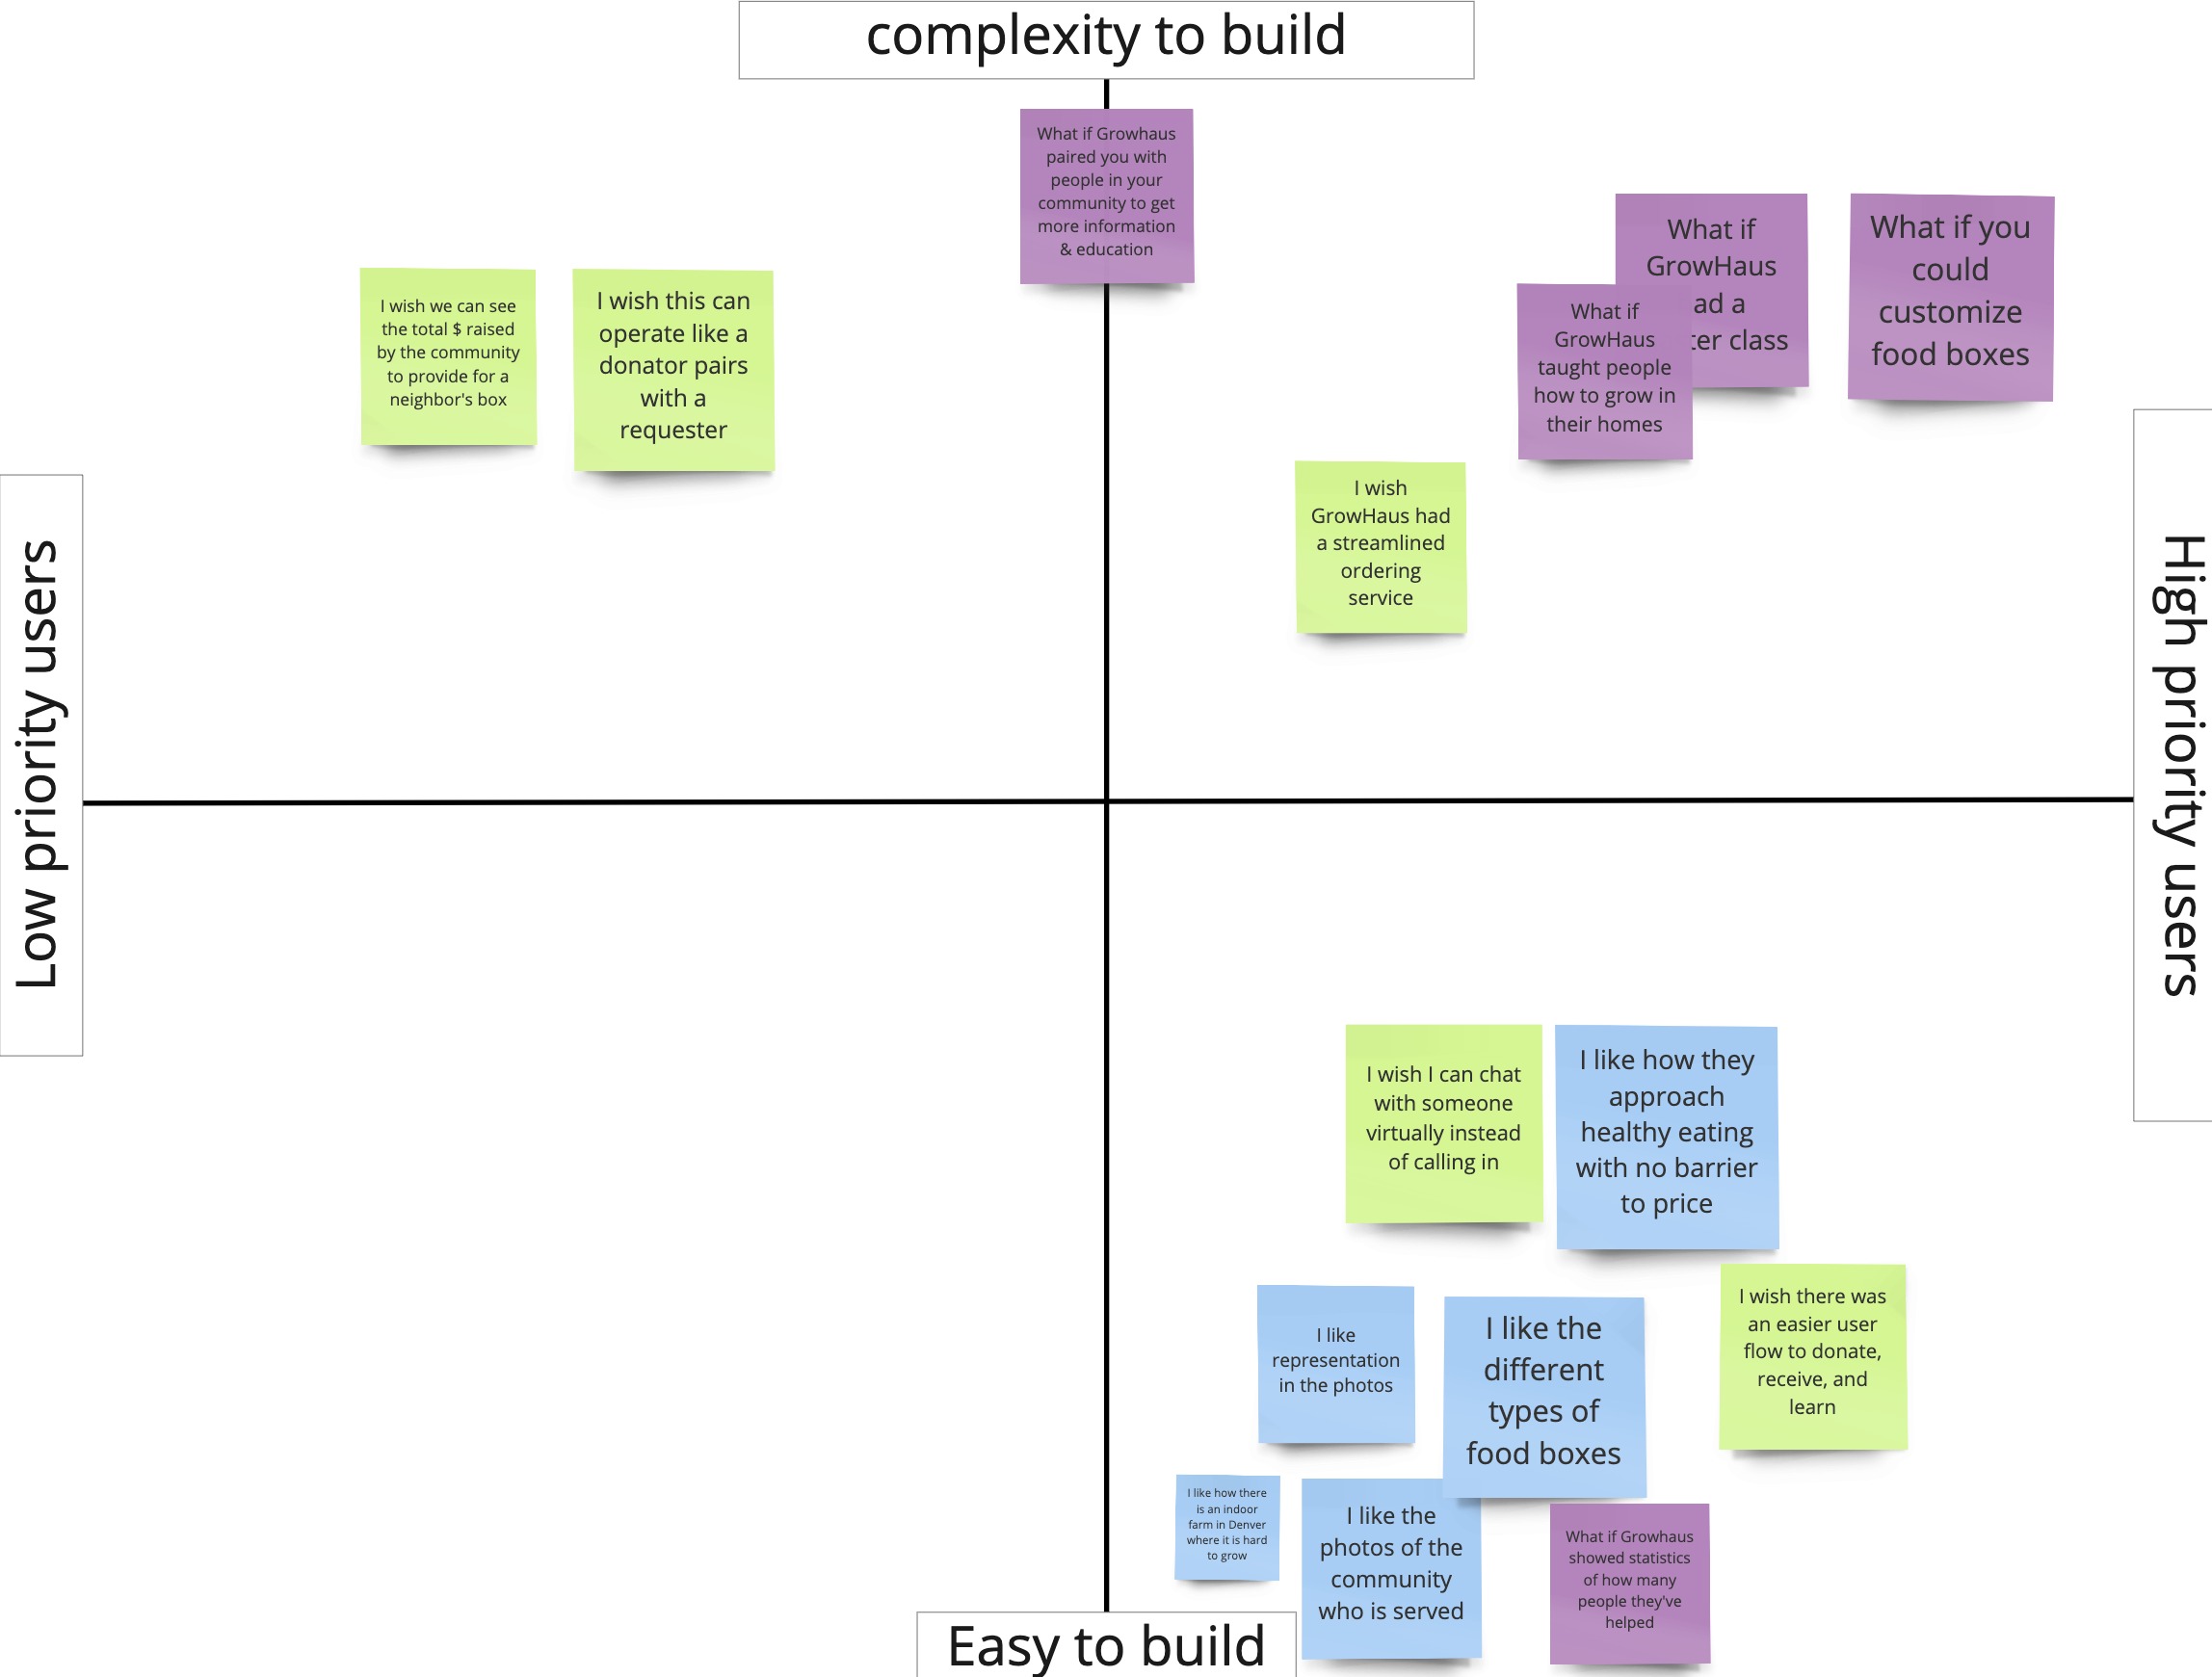 complexity to build
What if Growhaus
paired you with
people in your
community to get
more information
& education
I wish we can see
the total $ raised
by the community
to provide for a
neighbor's box
I wish this can
operate like a
donator pairs
with a
requester
What if
GrowHaus
ad a
ter class
What if you
could
customize
food boxes
What if
GrowHaus
taught people
how to grow in
their homes
I wish
GrowHaus had
a streamlined
ordering
service
Low priority users
High priority users
I wish I can chat
with someone
virtually instead
of calling in
I like how they
approach
healthy eating
with no barrier
to price
I like
representation
in the photos
I like the
different
types of
food boxes
I wish there was
an easier user
flow to donate,
receive, and
learn
I like how there
is an indoor
farm in Denver
where it is hard
to grow
I like the
photos of the
community
who is served
What if Growhaus
showed statistics
of how many
people they've
helped
Easy to build